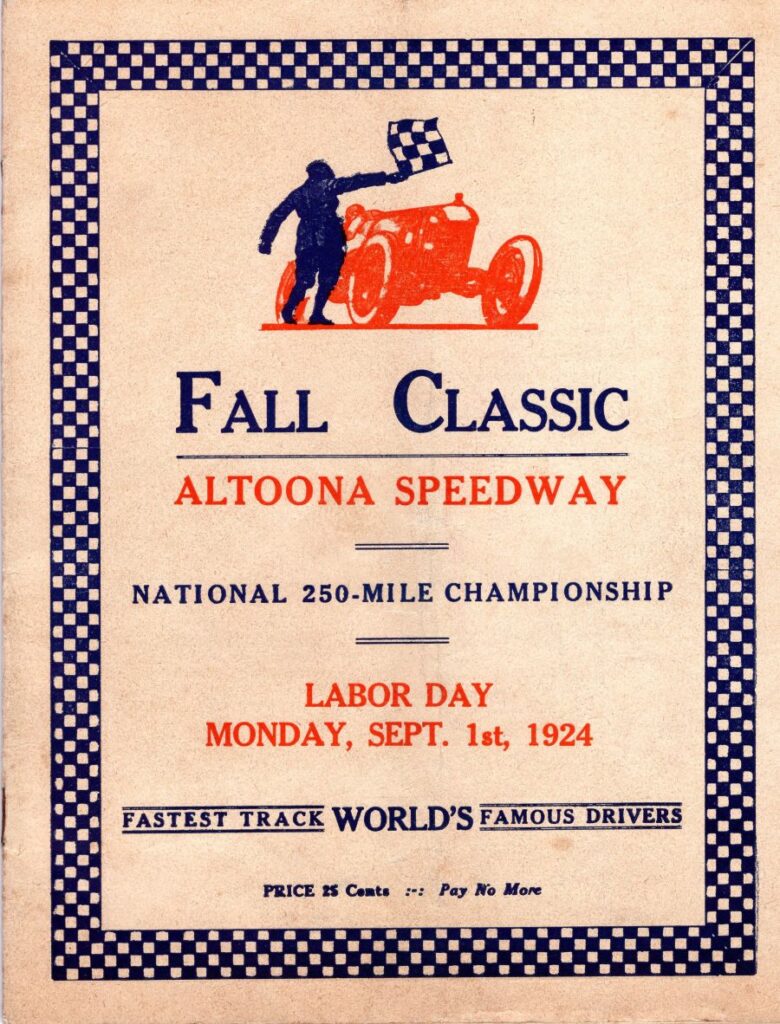 FALL CLASSIC
ALTOONA SPEEDWAY
NATIONAL 250-MILE CHAMPIONSHIP
LABOR DAY
MONDAY, SEPT. 1st, 1924
FASTEST TRACK WORLD'S FAMOUS DRIVERS
PRICE 25 Cents :-: Pay No More